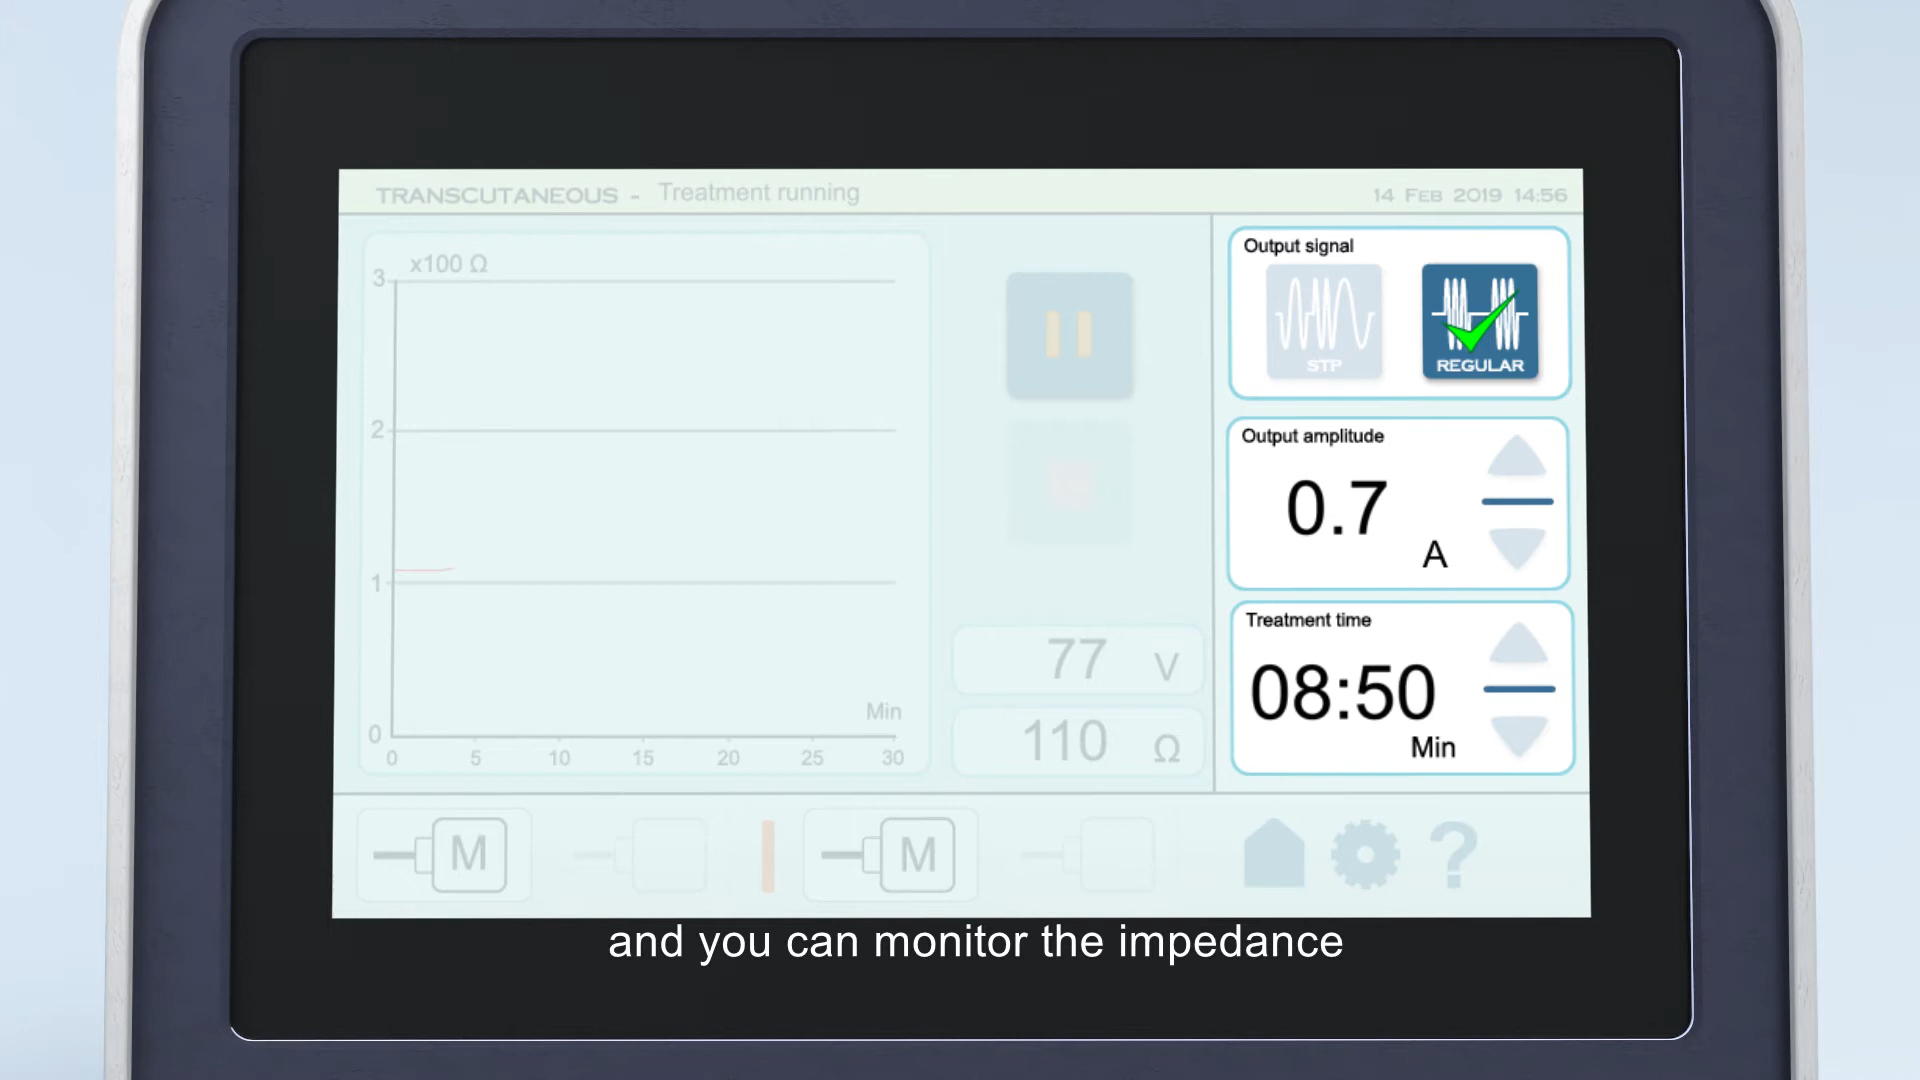 TRANSCUTANEOUS - Treatment running
14 FEB 2019 14:56
x100 Ω
3
2
1
0
Min
0 5 10 15 20 25 30
77 V
110 Ω
Output signal
STP
REGULAR
Output amplitude
0.7
A
Treatment time
08:50
Min
M
M
?
and you can monitor the impedance